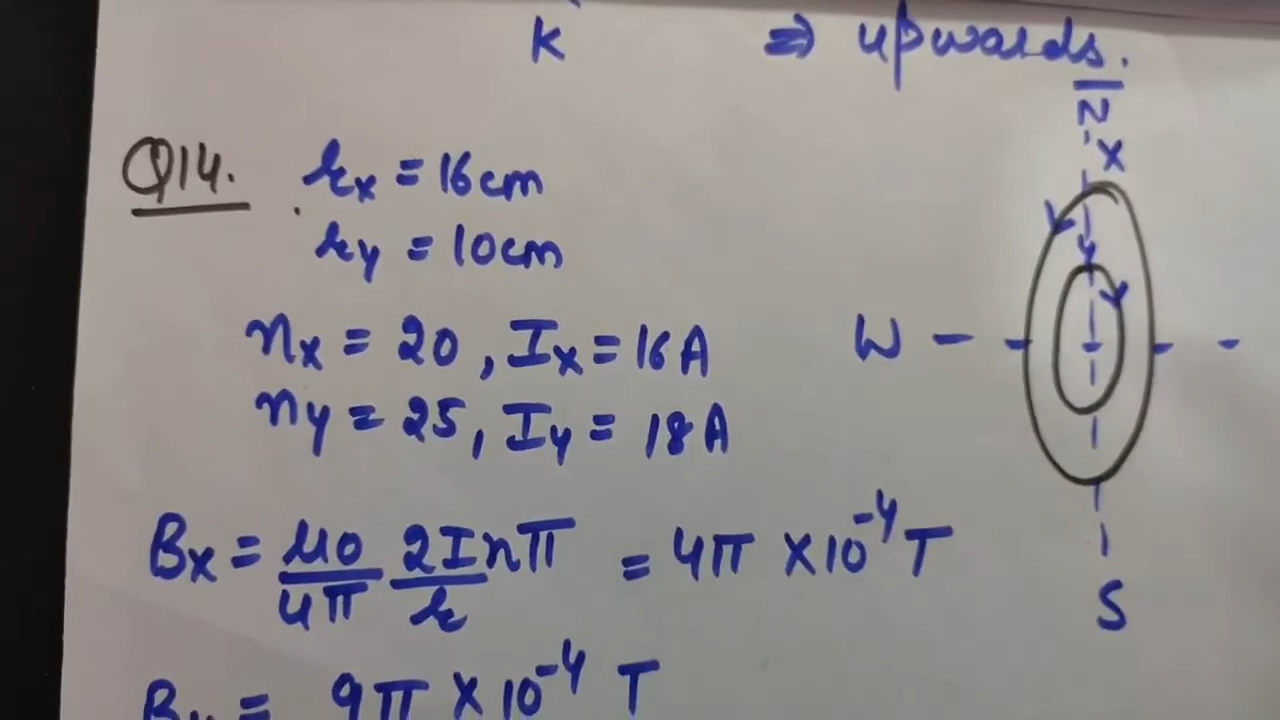 k ⇒ upwards.
Q14. rx = 16cm
ry = 10cm
nx = 20, Ix = 16A
ny = 25, Iy = 18A
Bx = μ0/4π 2Inπ/r = 4π ×10⁻⁴ T
By = 9π ×10⁻⁴ T
N
X
Y
W
S